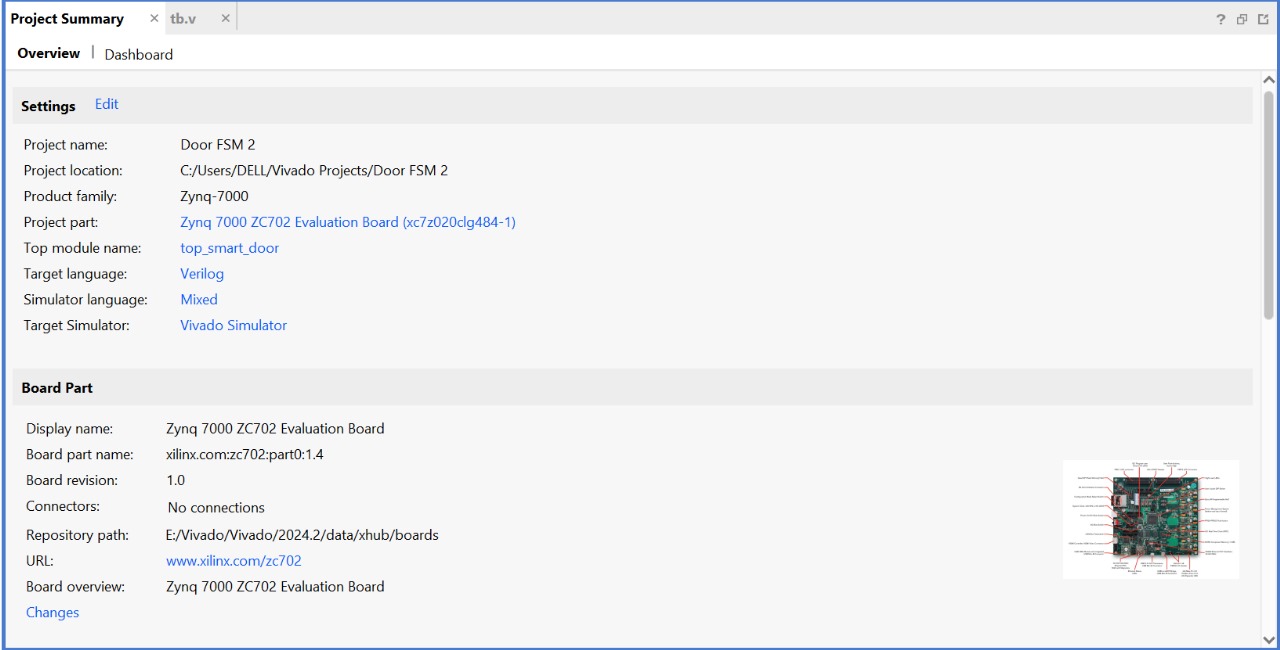 Project Summary × tb.v ×
?
Overview | Dashboard
Settings Edit
Project name: Door FSM 2
Project location: C:/Users/DELL/Vivado Projects/Door FSM 2
Product family: Zynq-7000
Project part: Zynq 7000 ZC702 Evaluation Board (xc7z020clg484-1)
Top module name: top_smart_door
Target language: Verilog
Simulator language: Mixed
Target Simulator: Vivado Simulator
Board Part
Display name: Zynq 7000 ZC702 Evaluation Board
Board part name: xilinx.com:zc702:part0:1.4
Board revision: 1.0
Connectors: No connections
Repository path: E:/Vivado/Vivado/2024.2/data/xhub/boards
URL: www.xilinx.com/zc702
Board overview: Zynq 7000 ZC702 Evaluation Board
Changes